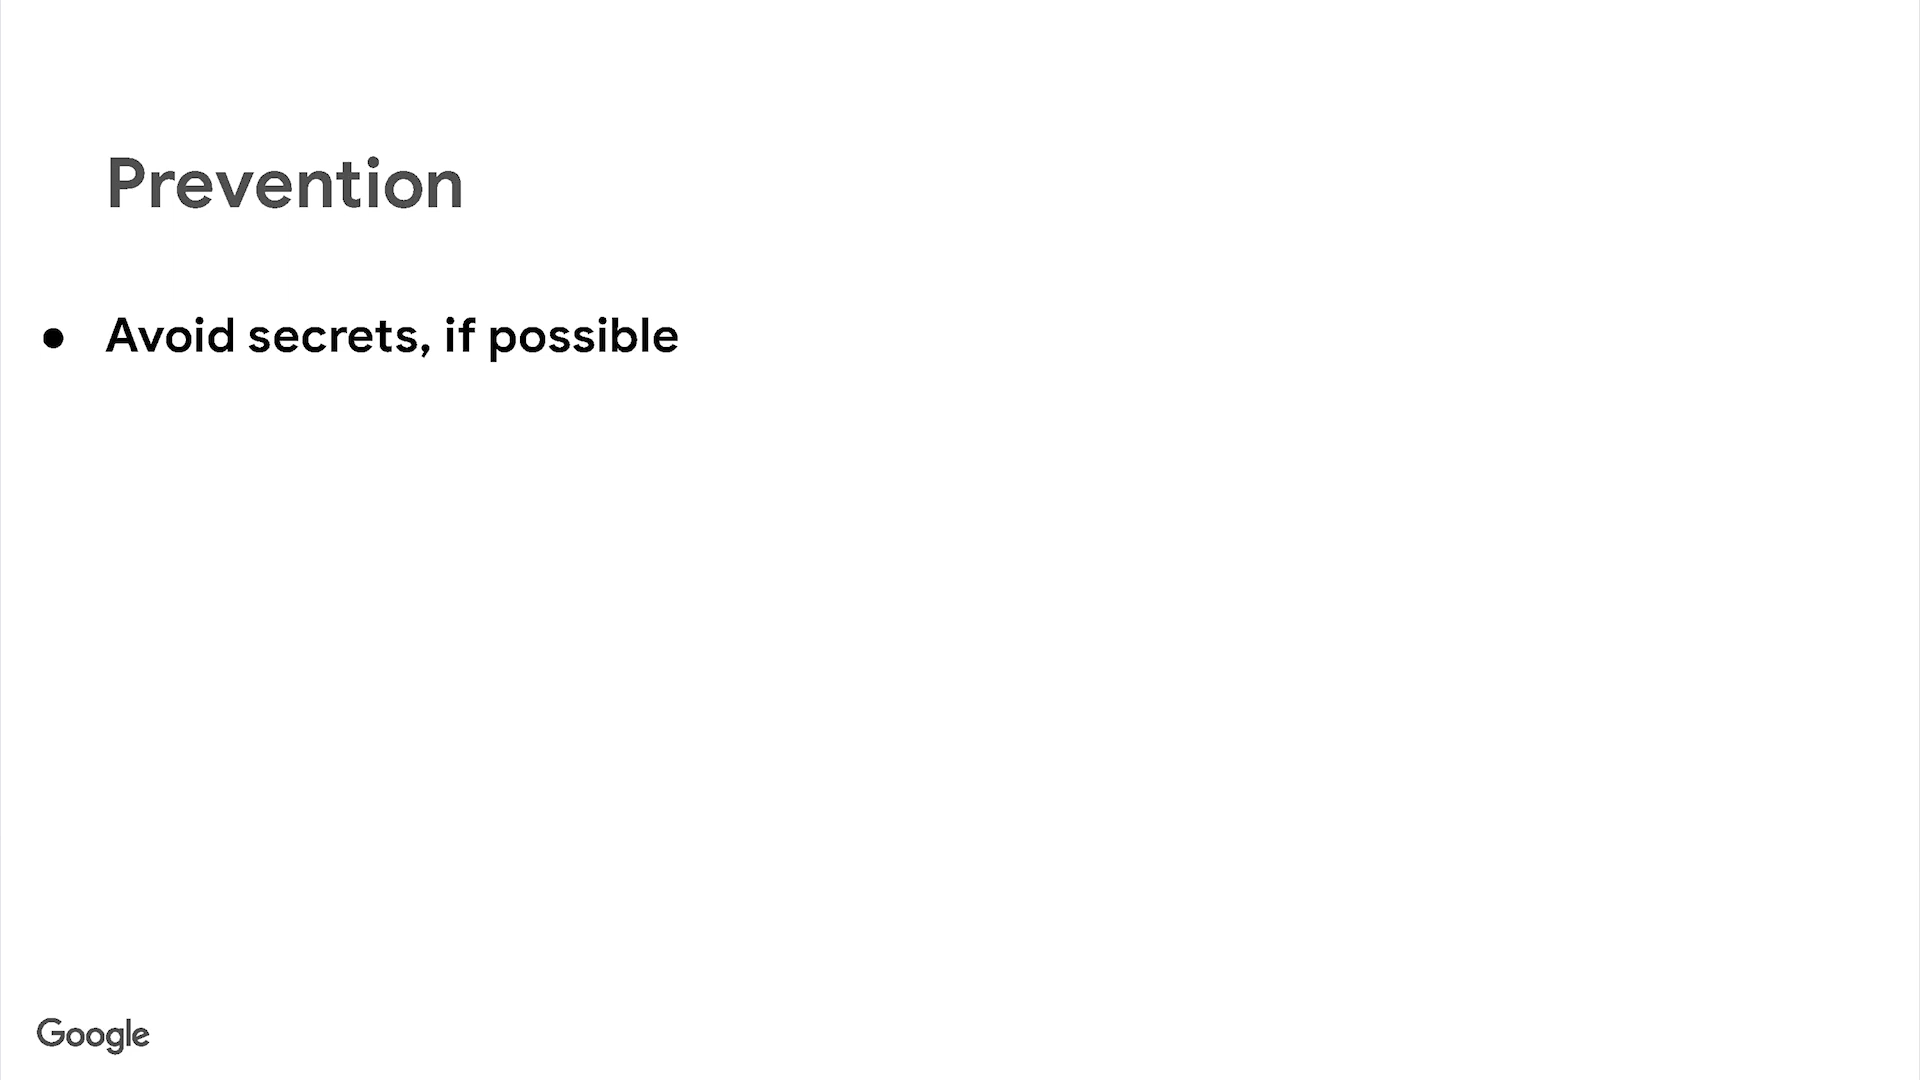 Prevention
● Avoid secrets, if possible
Google